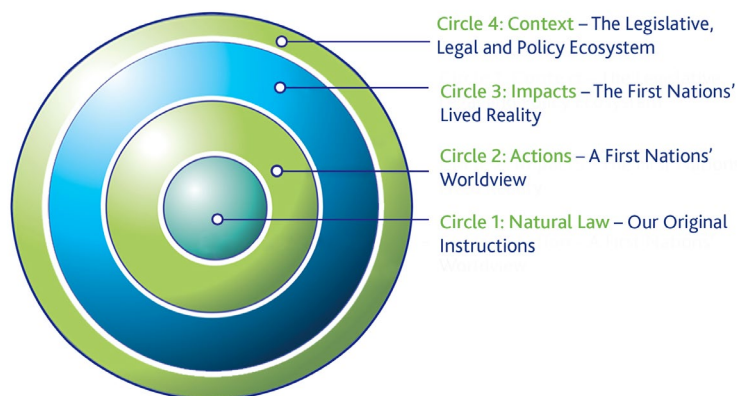 Circle 4: Context – The Legislative,
Legal and Policy Ecosystem
Circle 3: Impacts – The First Nations'
Lived Reality
Circle 2: Actions – A First Nations'
Worldview
Circle 1: Natural Law – Our Original
Instructions